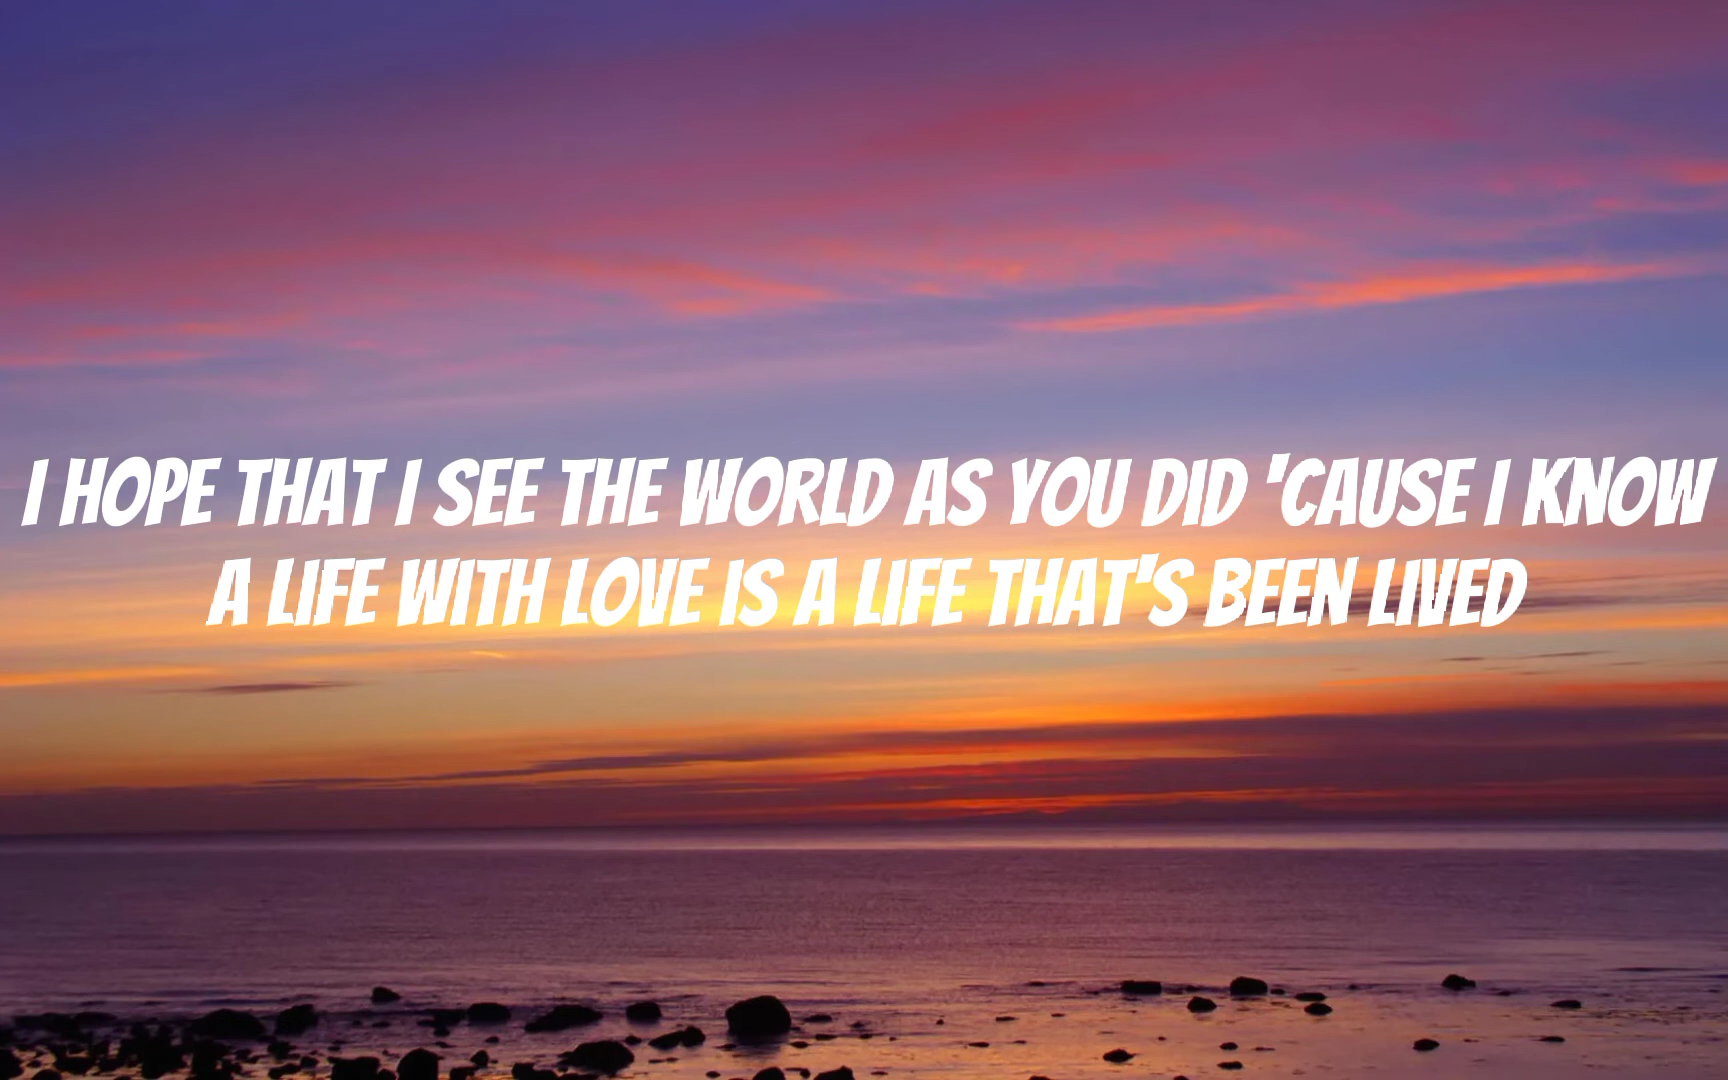 I HOPE THAT I SEE THE WORLD AS YOU DID 'CAUSE I KNOW
A LIFE WITH LOVE IS A LIFE THAT'S BEEN LIVED